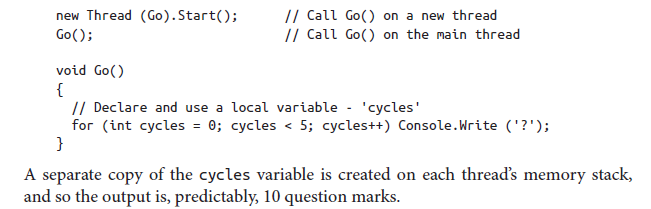 new Thread (Go).Start();      // Call Go() on a new thread
Go();                         // Call Go() on the main thread
void Go()
{
  // Declare and use a local variable - 'cycles'
  for (int cycles = 0; cycles < 5; cycles++) Console.Write ('?');
}
A separate copy of the cycles variable is created on each thread's memory stack,
and so the output is, predictably, 10 question marks.